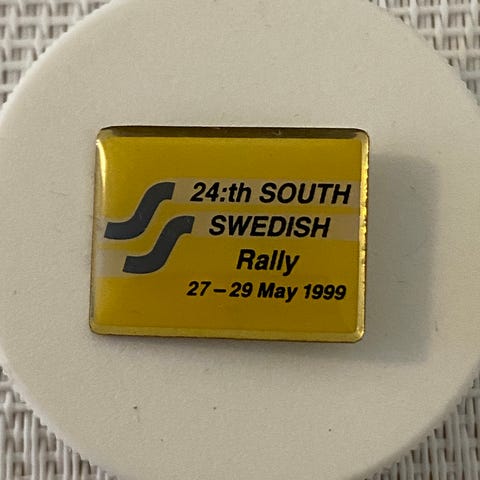 24:th SOUTH
SWEDISH
Rally
27 – 29 May 1999